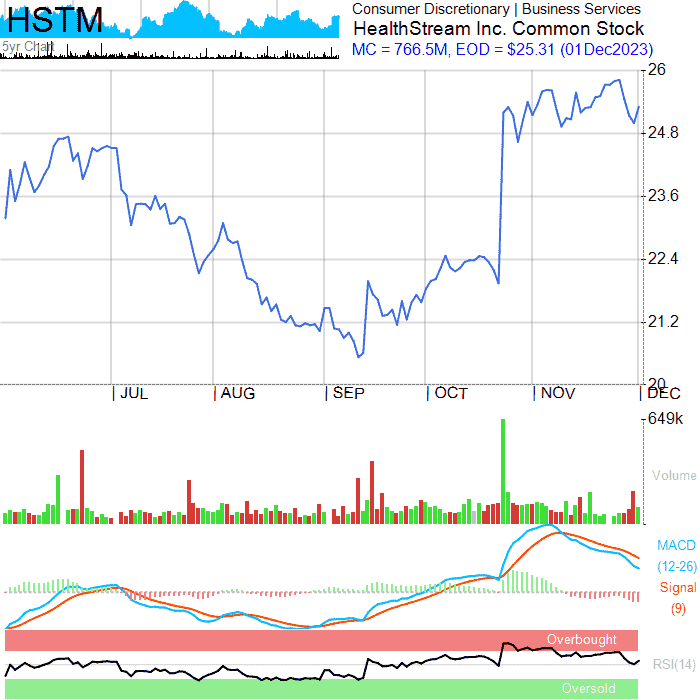 HSTM
5yr Chart
Consumer Discretionary | Business Services
HealthStream Inc. Common Stock
MC = 766.5M, EOD = $25.31 (01Dec2023)
26
24.8
23.6
22.4
21.2
20
JUL
AUG
SEP
OCT
NOV
DEC
649k
Volume
MACD
(12-26)
Signal
(9)
Overbought
RSI(14)
Oversold